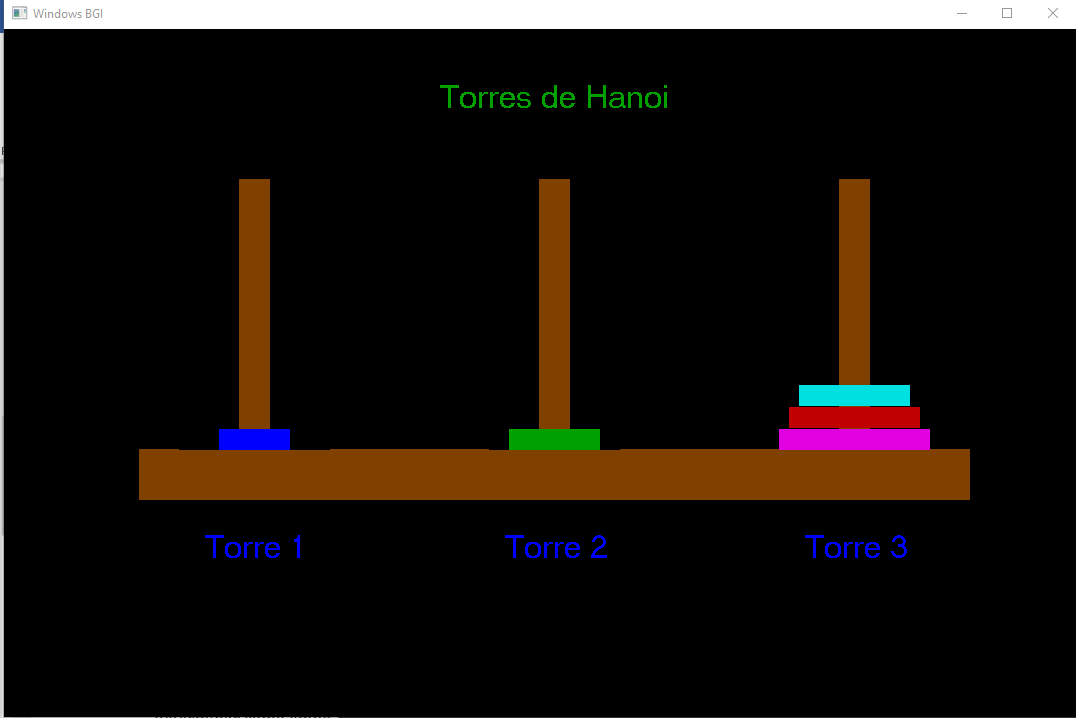 Windows BGI
Torres de Hanoi
Torre 1
Torre 2
Torre 3